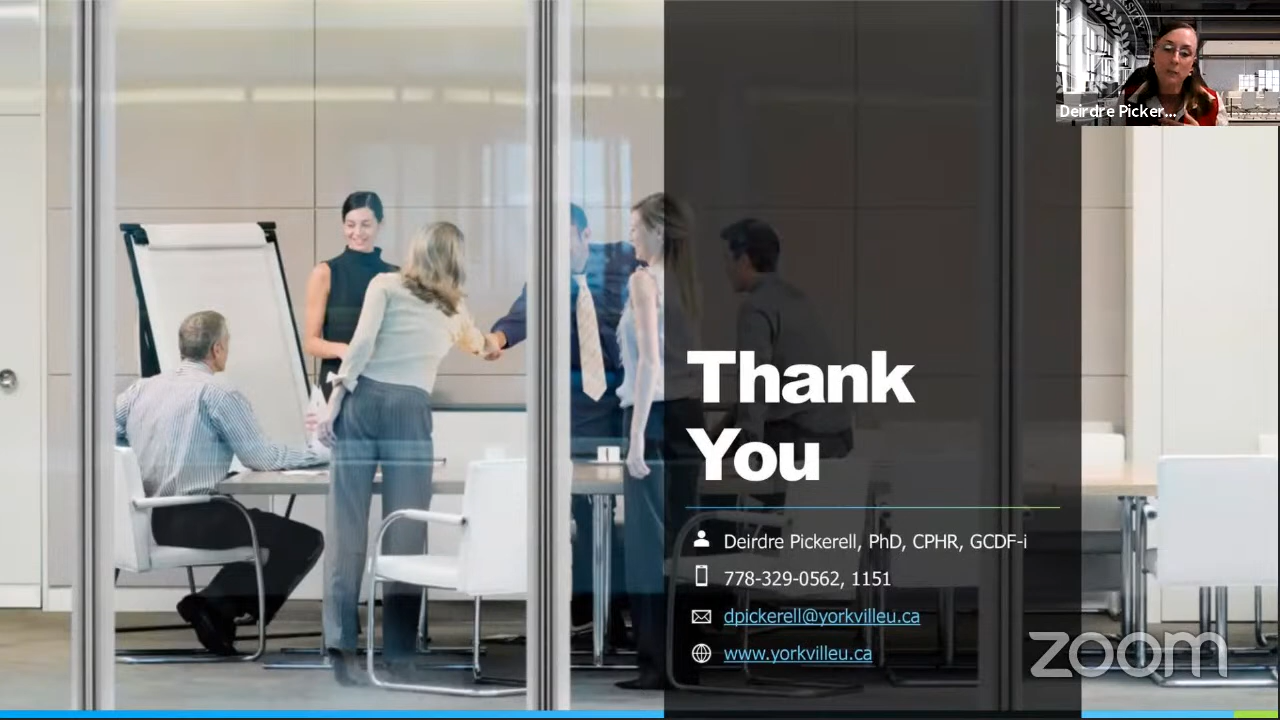 Deirdre Picker...
Thank
You
Deirdre Pickerell, PhD, CPHR, GCDF-i
778-329-0562, 1151
dpickerell@yorkvilleu.ca
www.yorkvilleu.ca
zoom